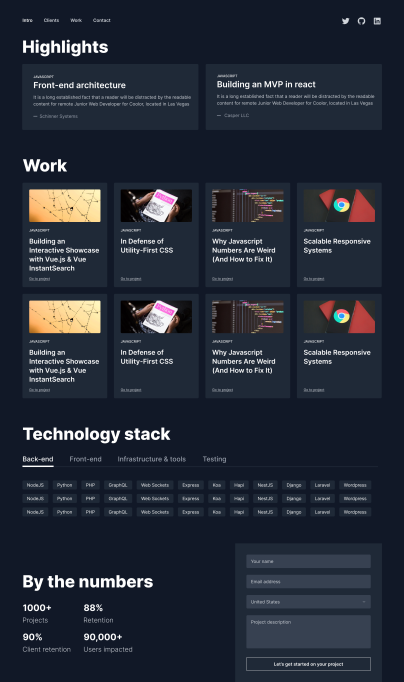 Intro Clients Work Contact
Highlights
JAVASCRIPT
Front-end architecture
It is a long established fact that a reader will be distracted by the readable
content for remote Junior Web Developer for Coolor, located in Las Vegas
— Schinler Systems
JAVASCRIPT
Building an MVP in react
It is a long established fact that a reader will be distracted by the readable
content for remote Junior Web Developer for Coolor, located in Las Vegas
— Casper LLC
Work
JAVASCRIPT
Building an
Interactive Showcase
with Vue.js & Vue
InstantSearch
Go to project
JAVASCRIPT
In Defense of
Utility-First CSS
Go to project
JAVASCRIPT
Why Javascript
Numbers Are Weird
(And How to Fix It)
Go to project
JAVASCRIPT
Scalable Responsive
Systems
Go to project
JAVASCRIPT
Building an
Interactive Showcase
with Vue.js & Vue
InstantSearch
Go to project
JAVASCRIPT
In Defense of
Utility-First CSS
Go to project
JAVASCRIPT
Why Javascript
Numbers Are Weird
(And How to Fix It)
Go to project
JAVASCRIPT
Scalable Responsive
Systems
Go to project
Technology stack
Back-end Front-end Infrastructure & tools Testing
NodeJS Python PHP GraphQL Web Sockets Express Koa Hapi NestJS Django Laravel Wordpress
NodeJS Python PHP GraphQL Web Sockets Express Koa Hapi NestJS Django Laravel Wordpress
NodeJS Python PHP GraphQL Web Sockets Express Koa Hapi NestJS Django Laravel Wordpress
By the numbers
1000+
Projects
88%
Retention
90%
Client retention
90,000+
Users impacted
Your name
Email address
United States
Project description
Let's get started on your project